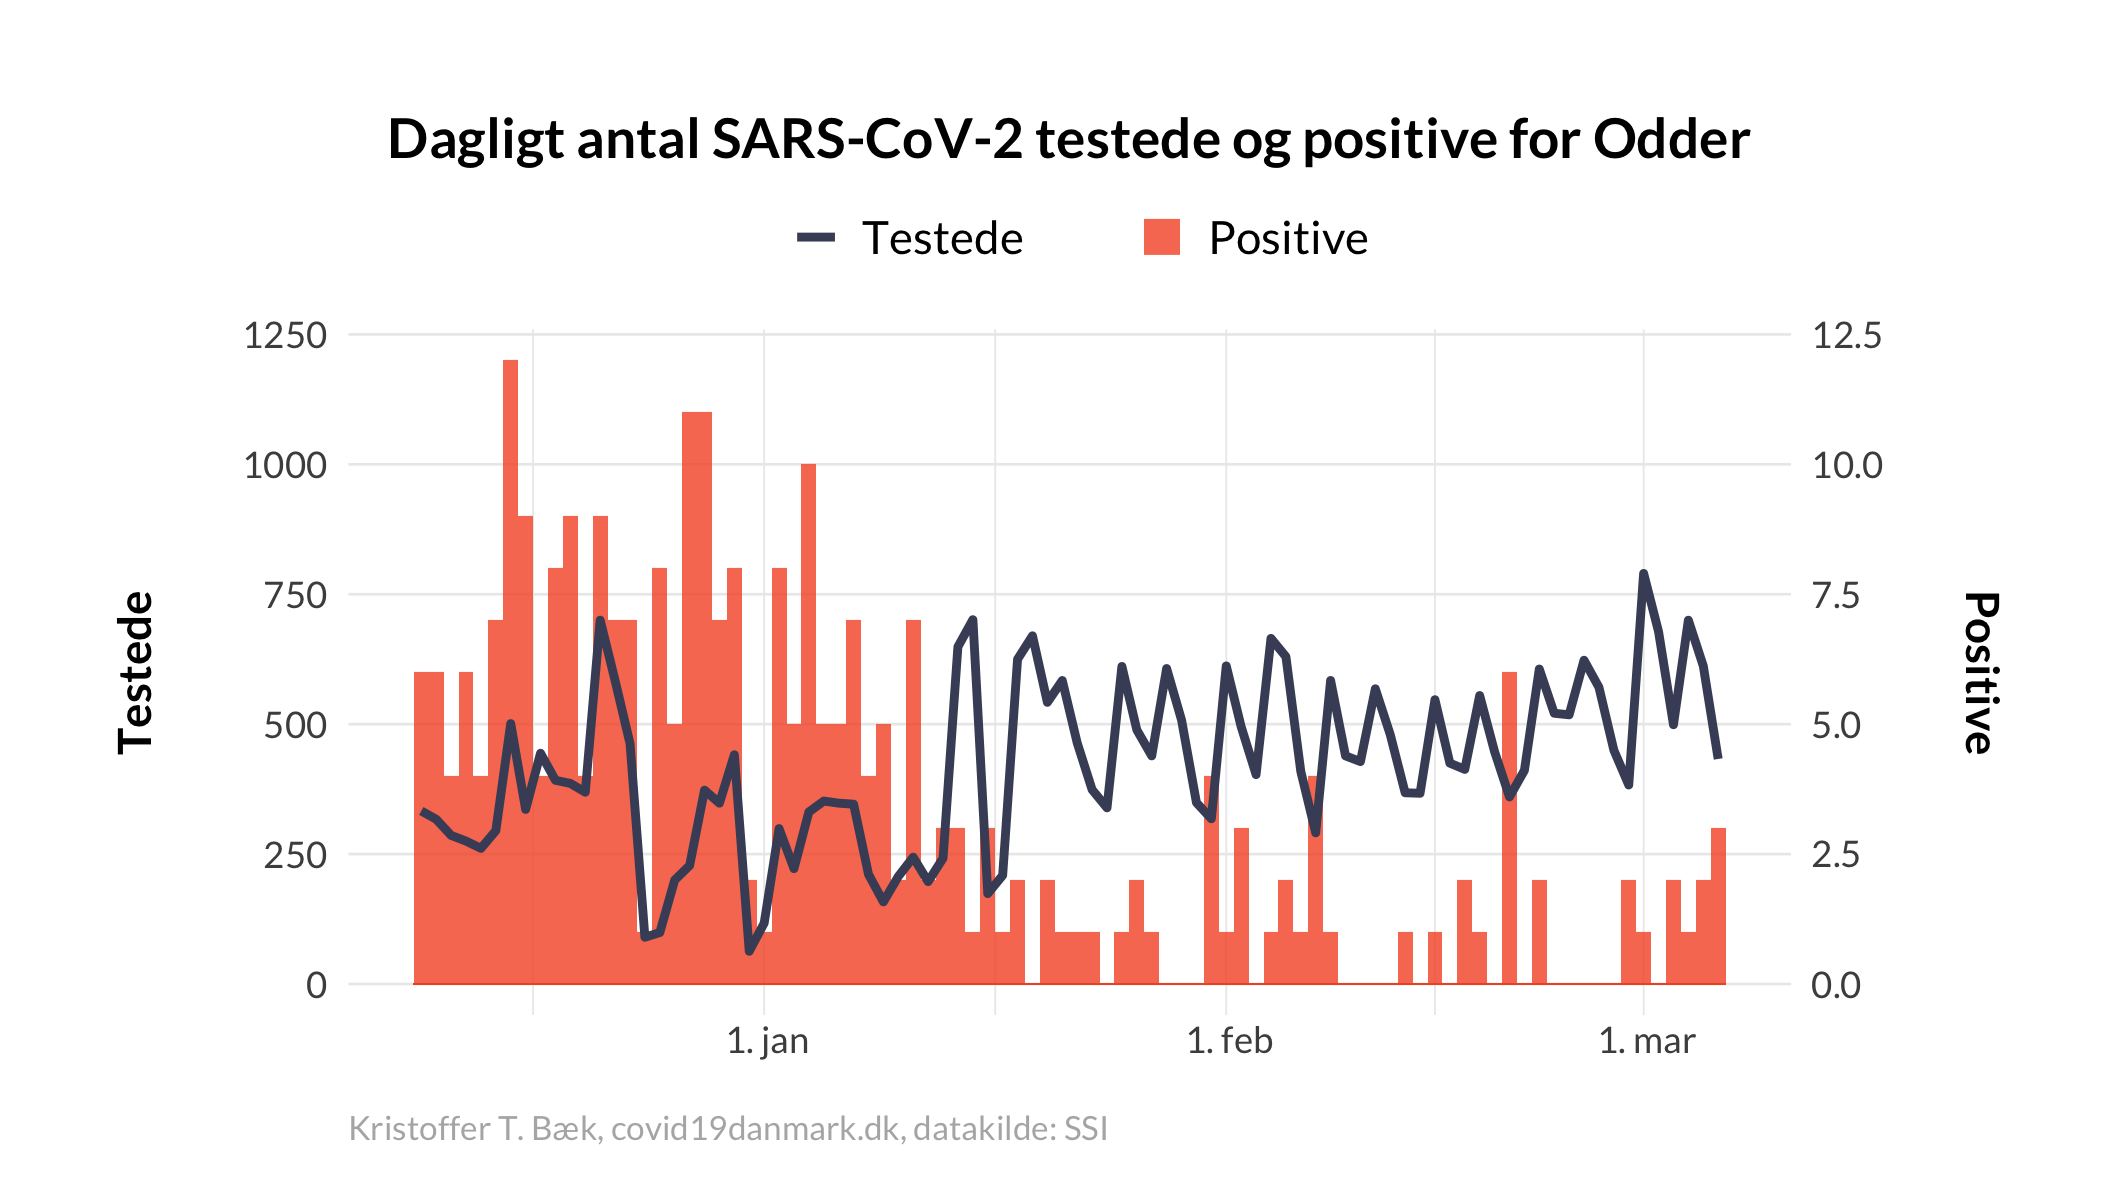 Dagligt antal SARS-CoV-2 testede og positive for Odder
Testede Positive
1250 12.5
1000 10.0
750 7.5
500 5.0
250 2.5
0 0.0
Testede
Positive
1. jan 1. feb 1. mar
Kristoffer T. Bæk, covid19danmark.dk, datakilde: SSI